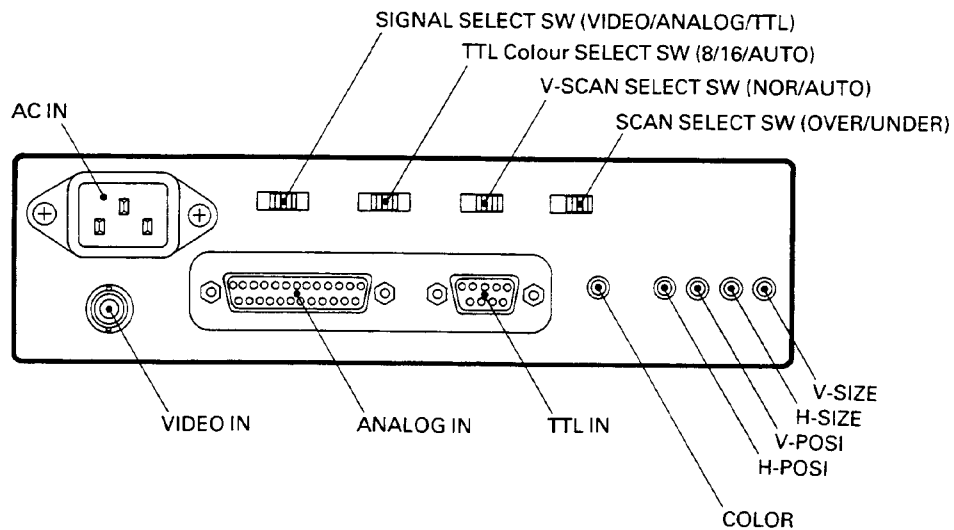 SIGNAL SELECT SW (VIDEO/ANALOG/TTL)
TTL Colour SELECT SW (8/16/AUTO)
V-SCAN SELECT SW (NOR/AUTO)
AC IN
SCAN SELECT SW (OVER/UNDER)
V-SIZE
VIDEO IN
ANALOG IN
TTL IN
H-SIZE
V-POSI
H-POSI
COLOR